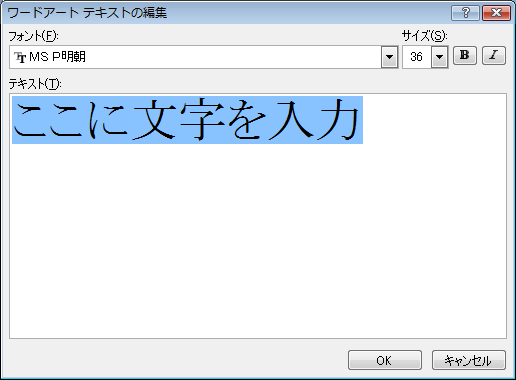 ワードアート テキストの編集
フォント(F): サイズ(S):
MS P明朝 36 B I
テキスト(T):
ここに文字を入力
OK キャンセル